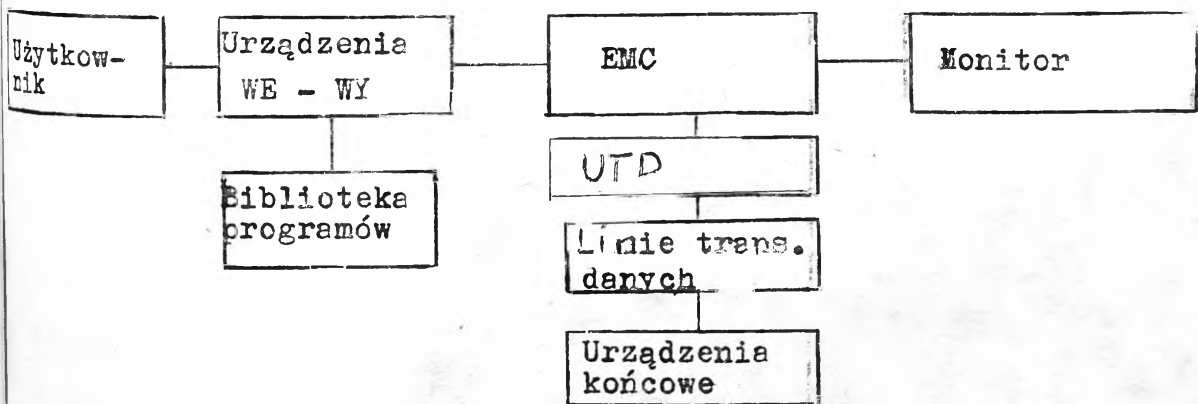 Użytkow-
nik
Urządzenia
WE - WY
EMC
Monitor
Biblioteka
programów
UTD
Linie trans.
danych
Urządzenia
końcowe